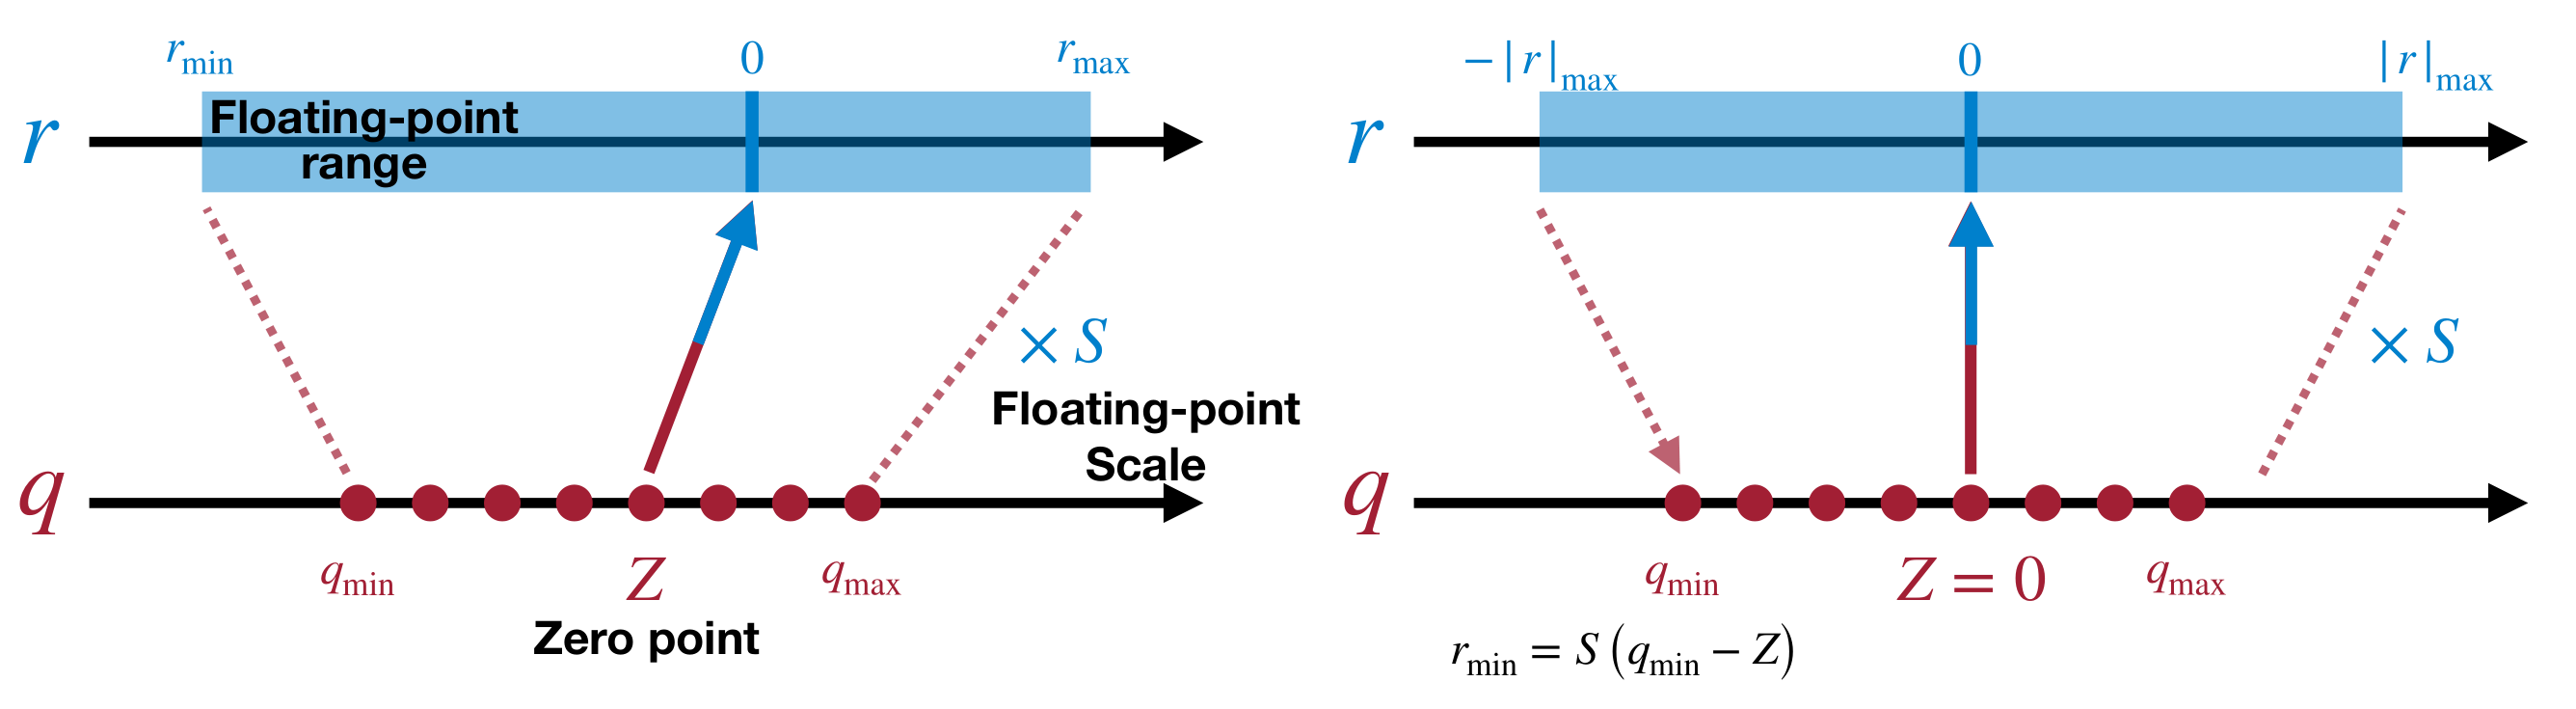 r_min 0 r_max
r
Floating-point
range
× S
Floating-point
Scale
q
q_min Z q_max
Zero point
−|r|_max 0 |r|_max
r
× S
q
q_min Z = 0 q_max
r_min = S (q_min − Z)